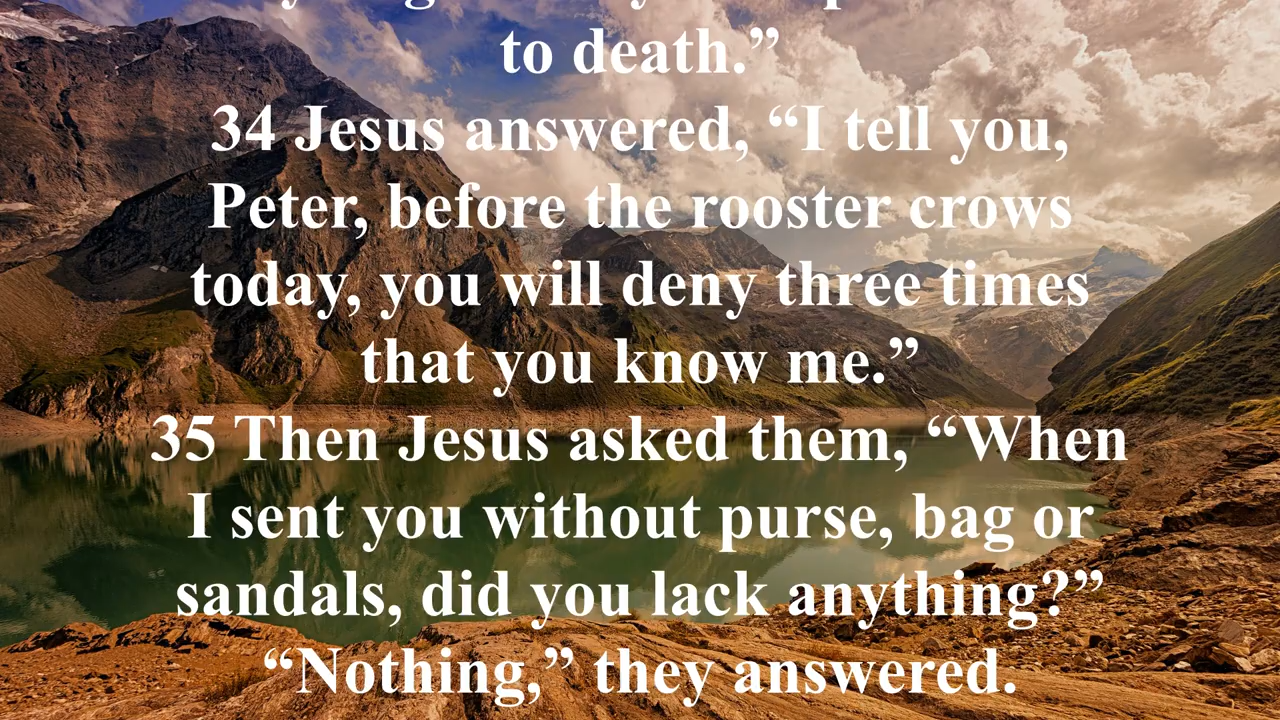 to death.”
34 Jesus answered, “I tell you,
Peter, before the rooster crows
today, you will deny three times
that you know me.”
35 Then Jesus asked them, “When
I sent you without purse, bag or
sandals, did you lack anything?”
“Nothing,” they answered.